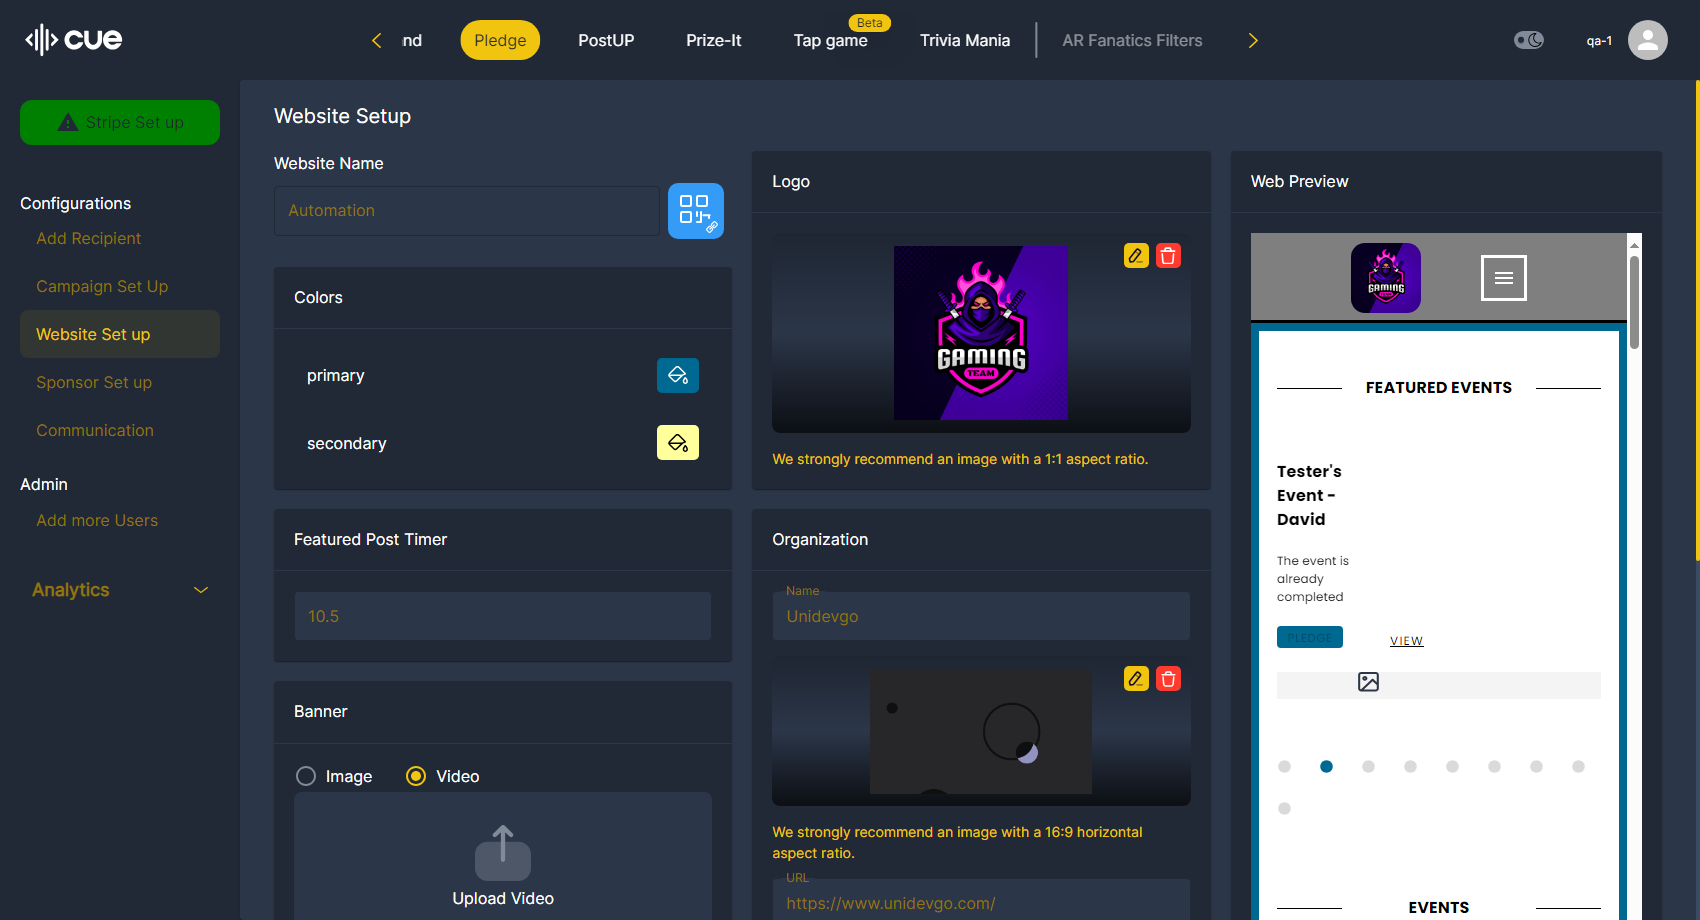 cue
nd
Pledge
PostUP
Prize-It
Beta
Tap game
Trivia Mania
AR Fanatics Filters
qa-1
Stripe Set up
Configurations
Add Recipient
Campaign Set Up
Website Set up
Sponsor Set up
Communication
Admin
Add more Users
Analytics
Website Setup
Website Name
Automation
Colors
primary
secondary
Featured Post Timer
10.5
Banner
Image
Video
Upload Video
Logo
GAMING
TEAM
We strongly recommend an image with a 1:1 aspect ratio.
Organization
Name
Unidevgo
We strongly recommend an image with a 16:9 horizontal
aspect ratio.
URL
https://www.unidevgo.com/
Web Preview
GAMING
TEAM
FEATURED EVENTS
Tester's
Event -
David
The event is
already
completed
PLEDGE
VIEW
EVENTS